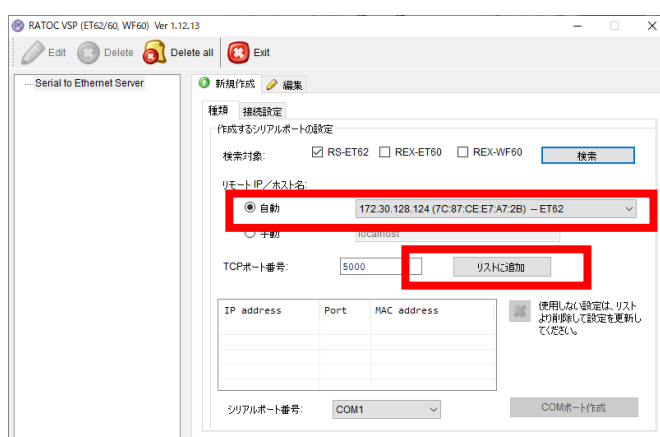 RATOC VSP (ET62/60, WF60) Ver 1.12.13
Edit Delete Delete all Exit
Serial to Ethernet Server
新規作成 編集
種類 接続設定
作成するシリアルポートの設定
検索対象: RS-ET62 REX-ET60 REX-WF60 検索
リモート IP/ホスト名:
自動 172.30.128.124 (7C:87:CE:E7:A7:2B) -- ET62
手動 localhost
TCPポート番号: 5000 リストに追加
IP address Port MAC address
使用しない設定は、リスト
より削除して設定を更新し
てください。
シリアルポート番号: COM1 COMポート作成